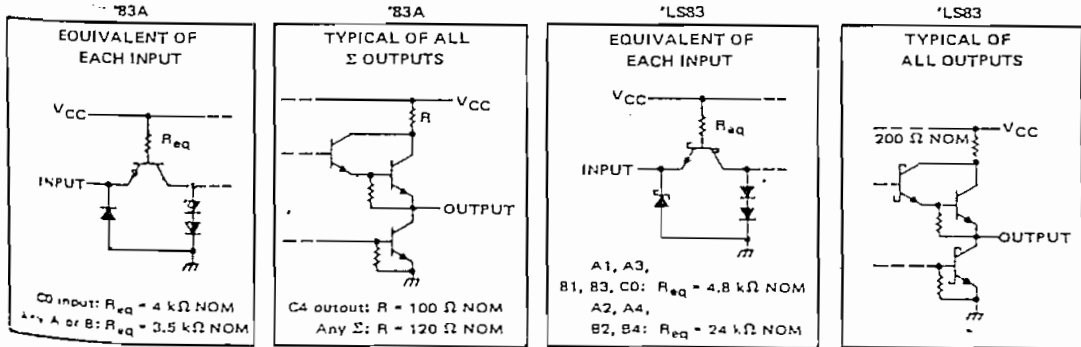 '83A
EQUIVALENT OF
EACH INPUT
VCC
Req
INPUT
C0 input: Req = 4 kΩ NOM
Any A or B: Req = 3.5 kΩ NOM
'83A
TYPICAL OF ALL
Σ OUTPUTS
VCC
R
OUTPUT
C4 outout: R = 100 Ω NOM
Any Σ: R = 120 Ω NOM
'LS83
EQUIVALENT OF
EACH INPUT
VCC
Req
INPUT
A1, A3,
B1, B3, C0: Req = 4.8 kΩ NOM
A2, A4,
B2, B4: Req = 24 kΩ NOM
'LS83
TYPICAL OF
ALL OUTPUTS
VCC
200 Ω NOM
OUTPUT